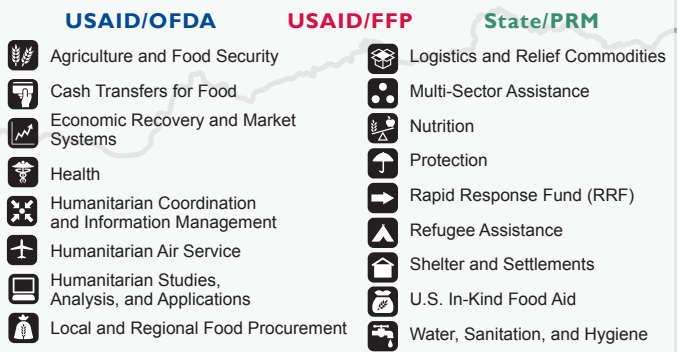 USAID/OFDA USAID/FFP State/PRM
Agriculture and Food Security
Cash Transfers for Food
Economic Recovery and Market
Systems
Health
Humanitarian Coordination
and Information Management
Humanitarian Air Service
Humanitarian Studies,
Analysis, and Applications
Local and Regional Food Procurement
Logistics and Relief Commodities
Multi-Sector Assistance
Nutrition
Protection
Rapid Response Fund (RRF)
Refugee Assistance
Shelter and Settlements
U.S. In-Kind Food Aid
Water, Sanitation, and Hygiene